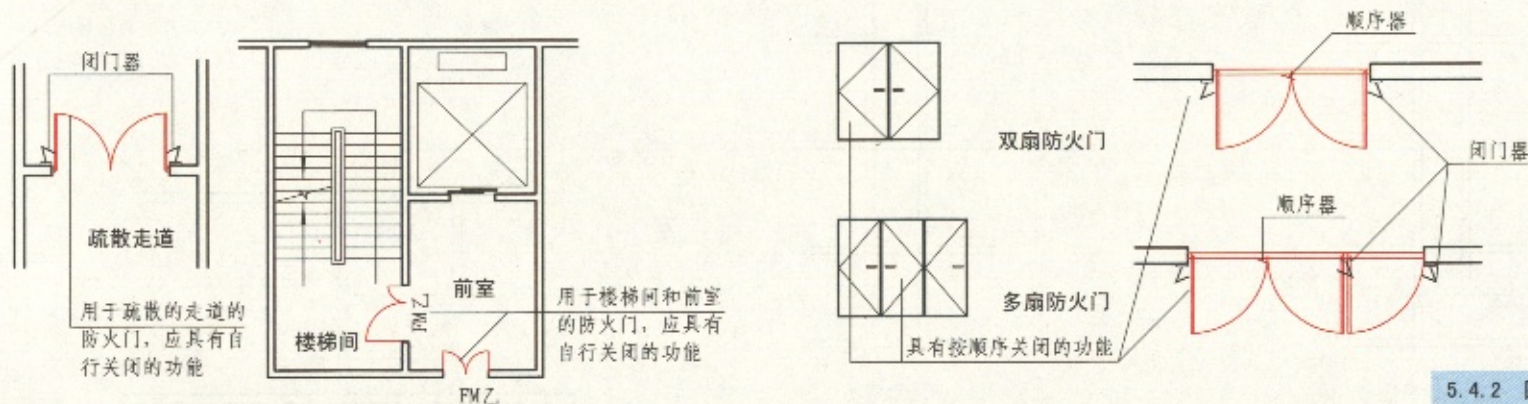 闭门器
疏散走道
用于疏散的走道的
防火门，应具有自
行关闭的功能
前室
FM乙
楼梯间
FM乙
用于楼梯间和前室
的防火门，应具有
自行关闭的功能
顺序器
双扇防火门
闭门器
顺序器
多扇防火门
具有按顺序关闭的功能
5.4.2